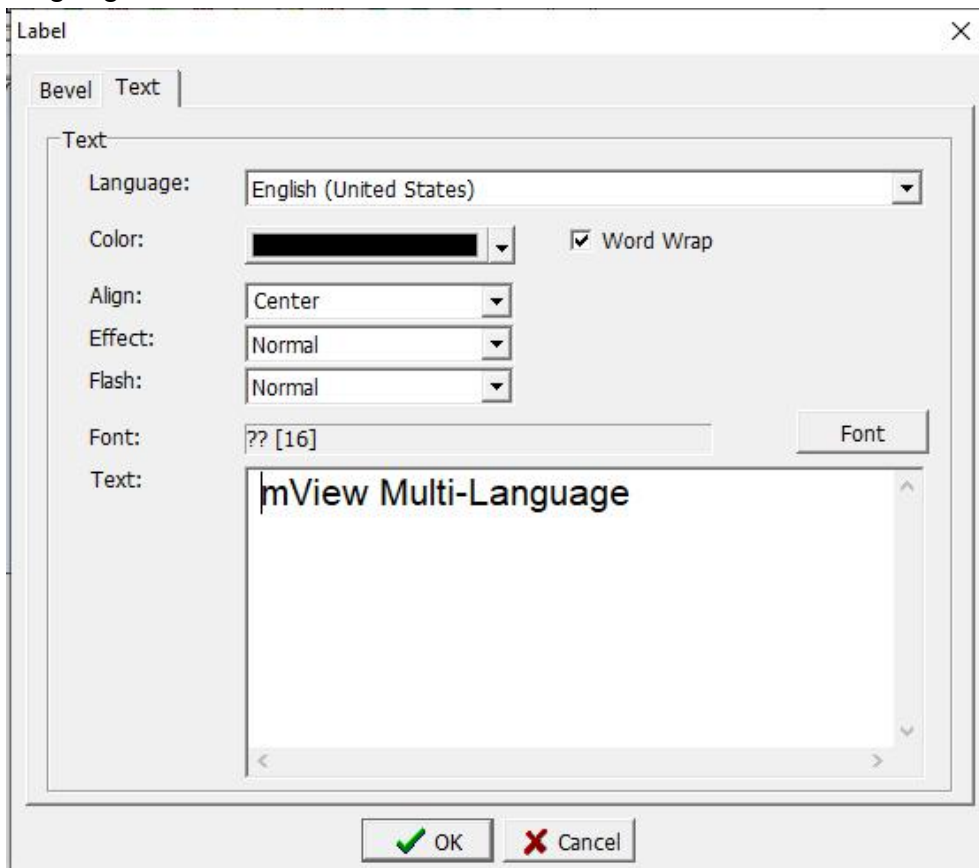 Label
Bevel Text
Text
Language: English (United States)
Color: Word Wrap
Align: Center
Effect: Normal
Flash: Normal
Font: ?? [16] Font
Text: mView Multi-Language
OK Cancel